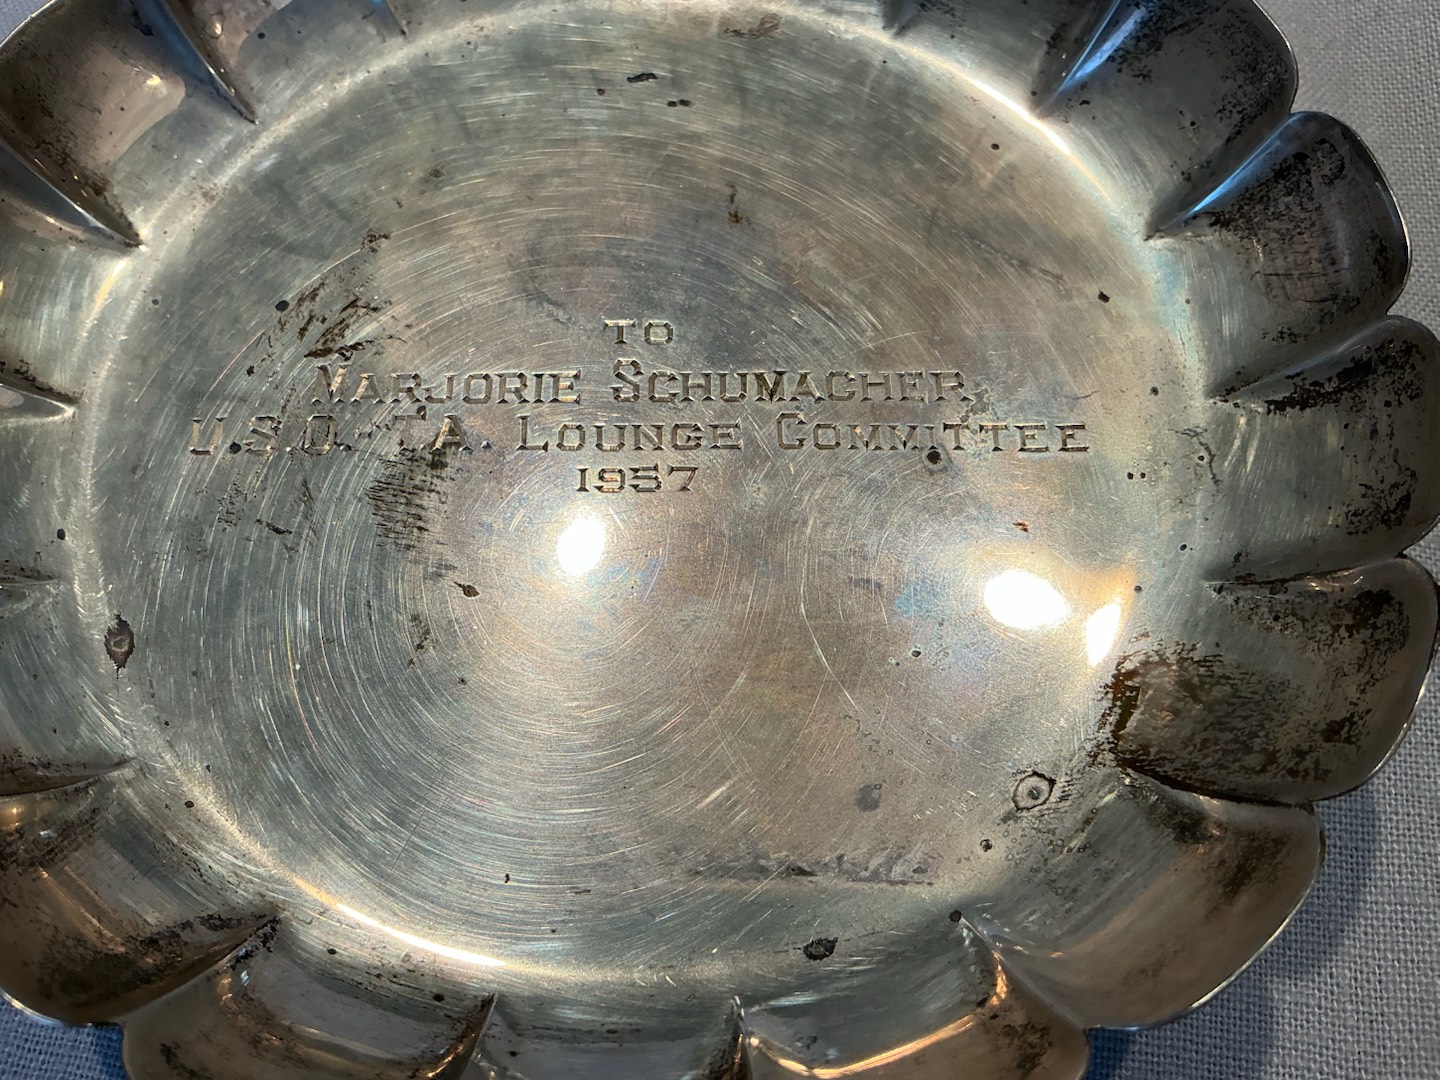 TO
MARJORIE SCHUMACHER,
U.S.O.-T.A. LOUNGE COMMITTEE
1957